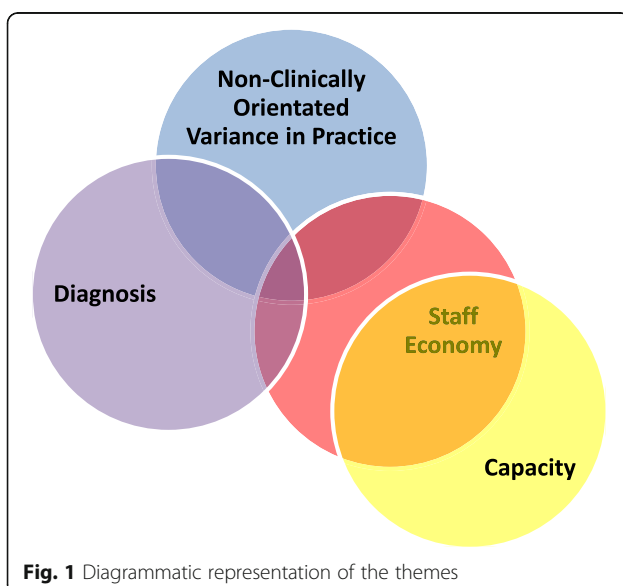 Non-Clinically
Orientated
Variance in Practice
Diagnosis
Staff
Economy
Capacity
Fig. 1 Diagrammatic representation of the themes